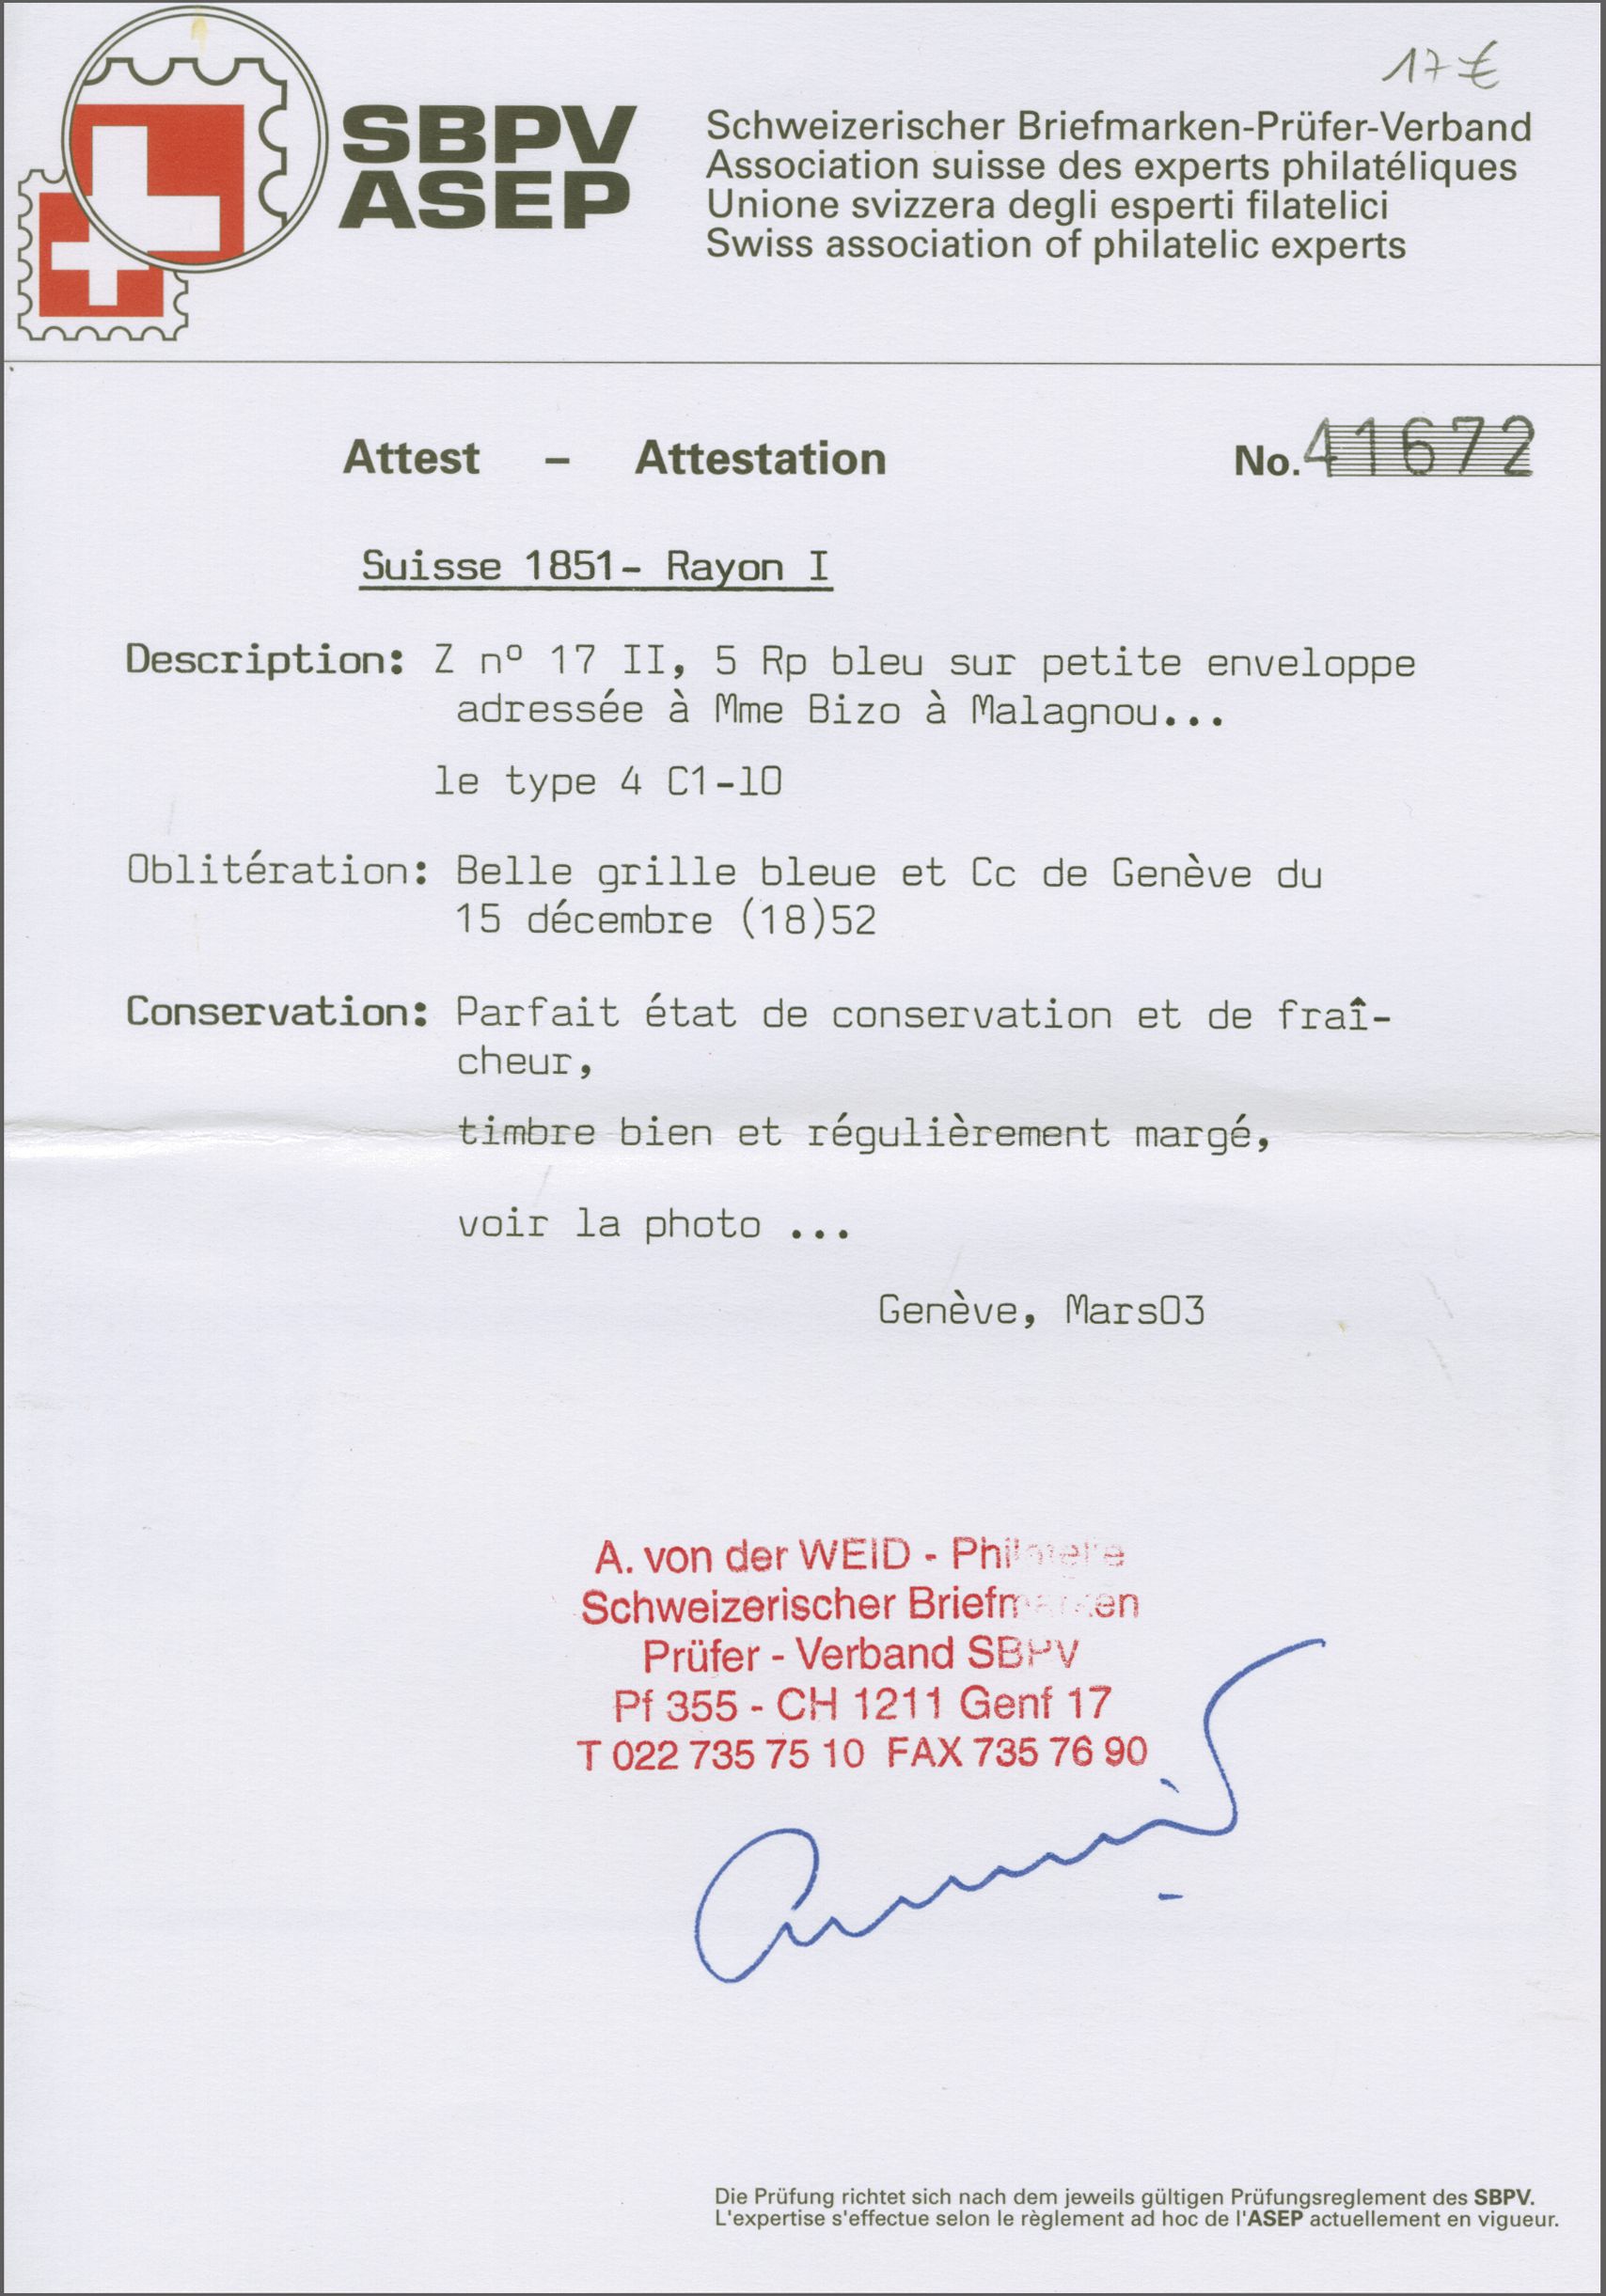 17 €
SBPV
ASEP
Schweizerischer Briefmarken-Prüfer-Verband
Association suisse des experts philatéliques
Unione svizzera degli esperti filatelici
Swiss association of philatelic experts
Attest – Attestation
No. 41672
Suisse 1851- Rayon I
Description: Z nº 17 II, 5 Rp bleu sur petite enveloppe
adressée à Mme Bizo à Malagnou...
le type 4 C1-l0
Oblitération: Belle grille bleue et Cc de Genève du
15 décembre (18)52
Conservation: Parfait état de conservation et de fraî-
cheur,
timbre bien et régulièrement margé,
voir la photo ...
Genève, Mars03
A. von der WEID - Philatelie
Schweizerischer Briefmarken
Prüfer - Verband SBPV
Pf 355 - CH 1211 Genf 17
T 022 735 75 10 FAX 735 76 90
Die Prüfung richtet sich nach dem jeweils gültigen Prüfungsreglement des SBPV.
L'expertise s'effectue selon le règlement ad hoc de l'ASEP actuellement en vigueur.